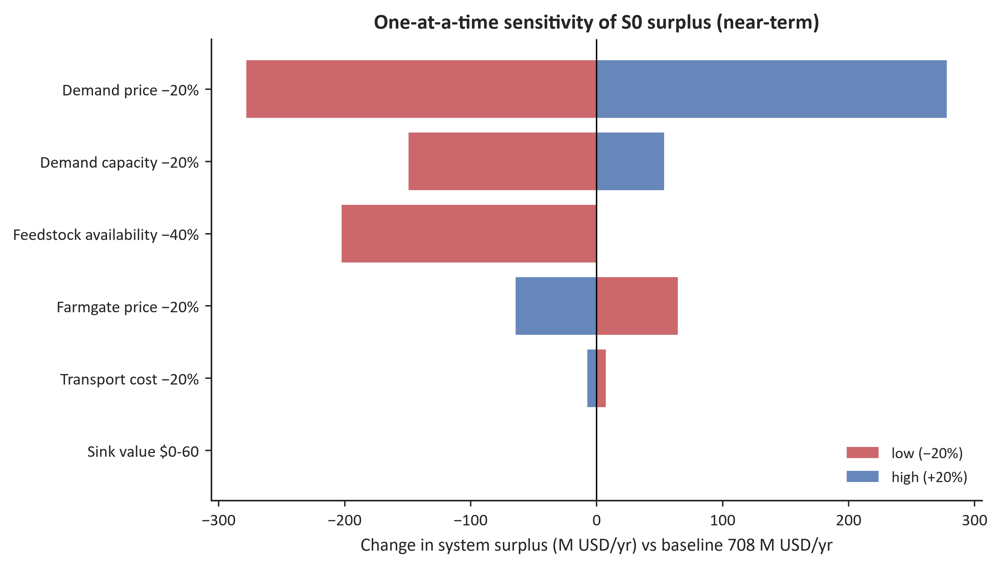 One-at-a-time sensitivity of S0 surplus (near-term)
Demand price −20%
Demand capacity −20%
Feedstock availability −40%
Farmgate price −20%
Transport cost −20%
Sink value $0-60
low (−20%)
high (+20%)
−300 −200 −100 0 100 200 300
Change in system surplus (M USD/yr) vs baseline 708 M USD/yr